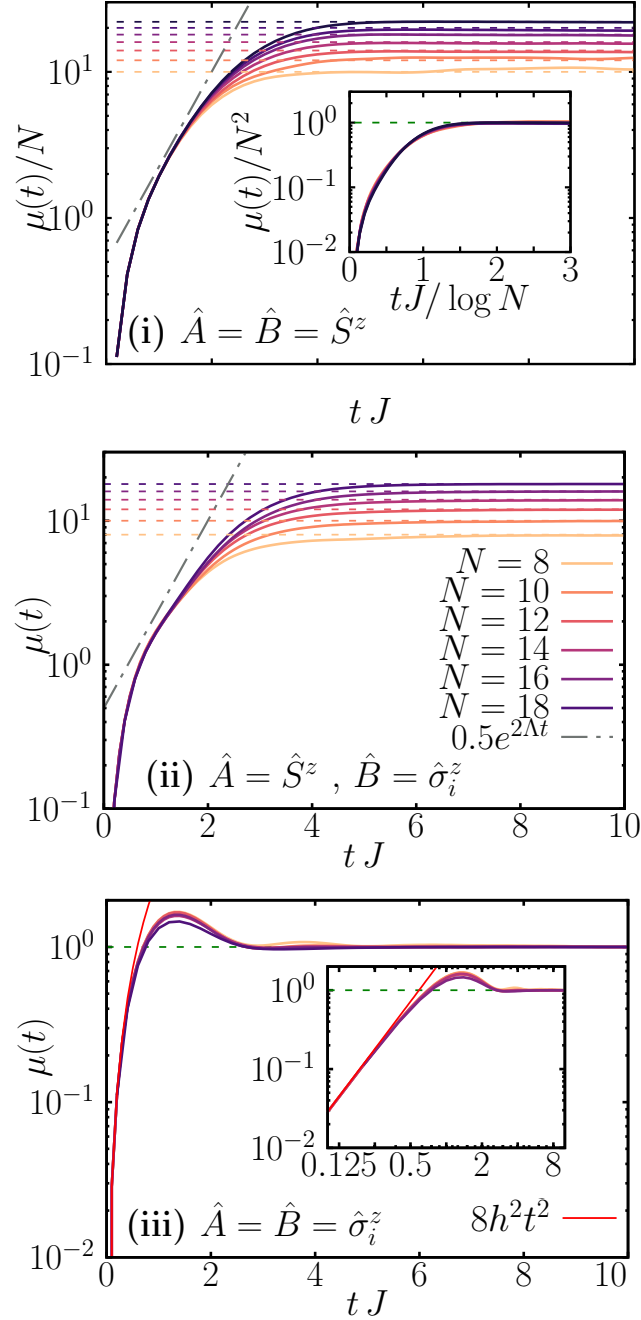 μ(t)/N
10^1
10^0
10^-1
μ(t)/N^2
10^0
10^-1
10^-2
0 1 2 3
tJ/ log N
(i) Â = B̂ = Ŝ^z
t J
μ(t)
10^1
10^0
10^-1
N = 8
N = 10
N = 12
N = 14
N = 16
N = 18
0.5e^{2Λt}
(ii) Â = Ŝ^z , B̂ = σ̂_i^z
0 2 4 6 8 10
t J
μ(t)
10^0
10^-1
10^-2
10^0
10^-1
10^-2
0.125 0.5 2 8
(iii) Â = B̂ = σ̂_i^z
8h^2t^2
0 2 4 6 8 10
t J